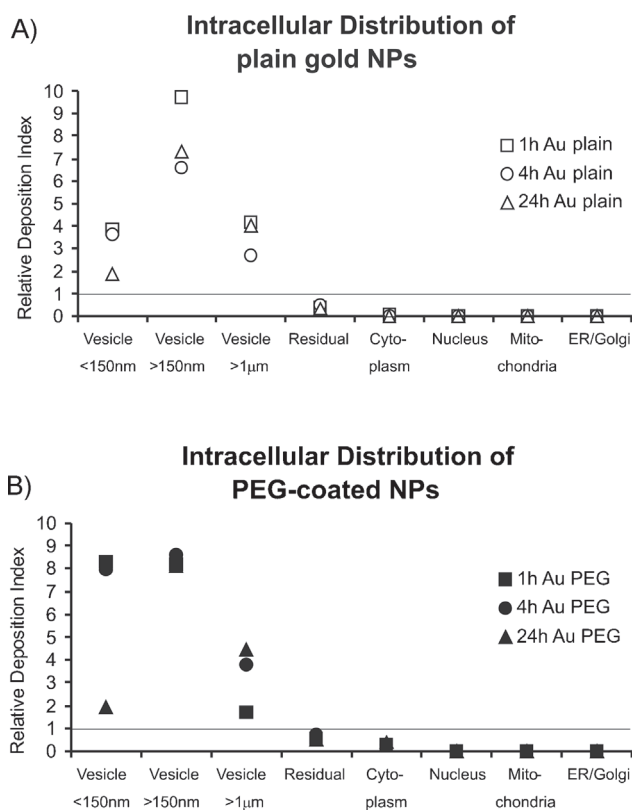 A)
Intracellular Distribution of
plain gold NPs
Relative Deposition Index
10
9
8
7
6
5
4
3
2
1
0
□ 1h Au plain
○ 4h Au plain
△ 24h Au plain
Vesicle Vesicle Vesicle Residual Cyto- Nucleus Mito- ER/Golgi
<150nm >150nm >1μm plasm chondria
B)
Intracellular Distribution of
PEG-coated NPs
Relative Deposition Index
10
9
8
7
6
5
4
3
2
1
0
■ 1h Au PEG
● 4h Au PEG
▲ 24h Au PEG
Vesicle Vesicle Vesicle Residual Cyto- Nucleus Mito- ER/Golgi
<150nm >150nm >1μm plasm chondria